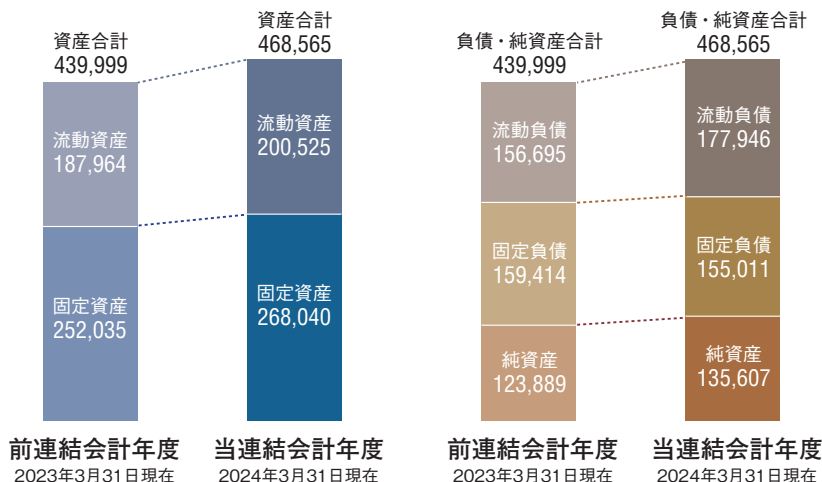 資産合計
439,999
流動資産
187,964
固定資産
252,035
前連結会計年度
2023年3月31日現在
資産合計
468,565
流動資産
200,525
固定資産
268,040
当連結会計年度
2024年3月31日現在
負債・純資産合計
439,999
流動負債
156,695
固定負債
159,414
純資産
123,889
前連結会計年度
2023年3月31日現在
負債・純資産合計
468,565
流動負債
177,946
固定負債
155,011
純資産
135,607
当連結会計年度
2024年3月31日現在